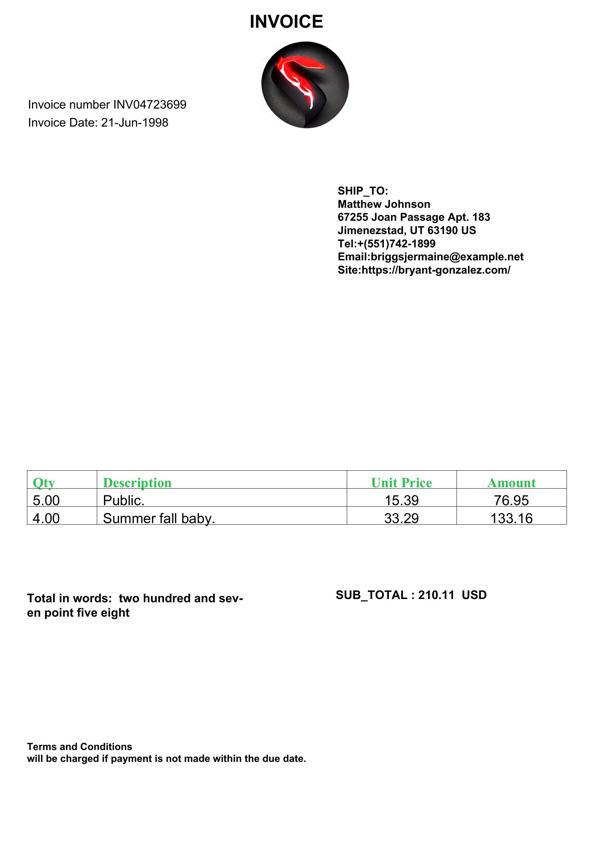 INVOICE
Invoice number INV04723699
Invoice Date: 21-Jun-1998
SHIP_TO:
Matthew Johnson
67255 Joan Passage Apt. 183
Jimenezstad, UT 63190 US
Tel:+(551)742-1899
Email:briggsjermaine@example.net
Site:https://bryant-gonzalez.com/
Qty Description Unit Price Amount
5.00 Public. 15.39 76.95
4.00 Summer fall baby. 33.29 133.16
Total in words:  two hundred and sev-
en point five eight
SUB_TOTAL : 210.11  USD
Terms and Conditions
will be charged if payment is not made within the due date.